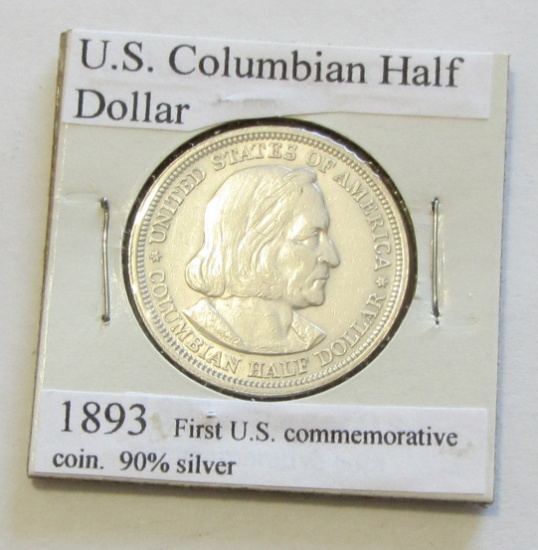 U.S. Columbian Half
Dollar
* UNITED STATES OF AMERICA *
COLUMBIAN HALF DOLLAR
1893 First U.S. commemorative
coin. 90% silver